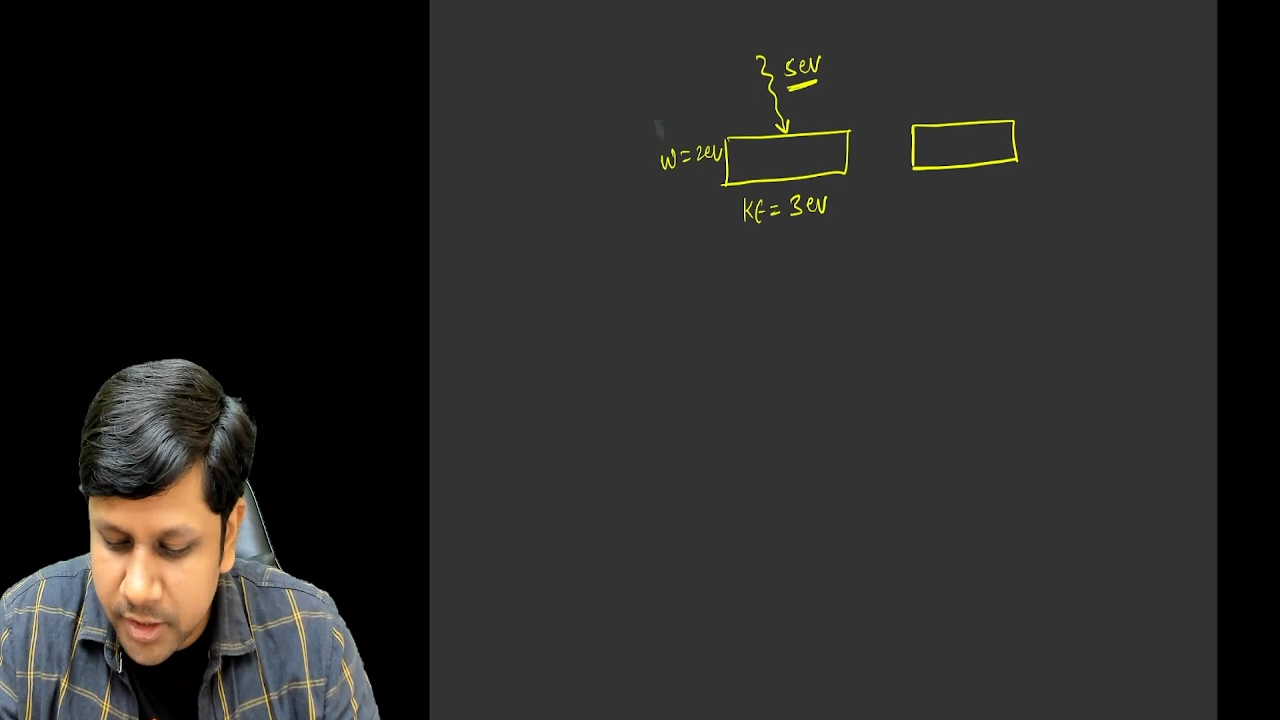 5eV
W = 2eV
KE = 3eV